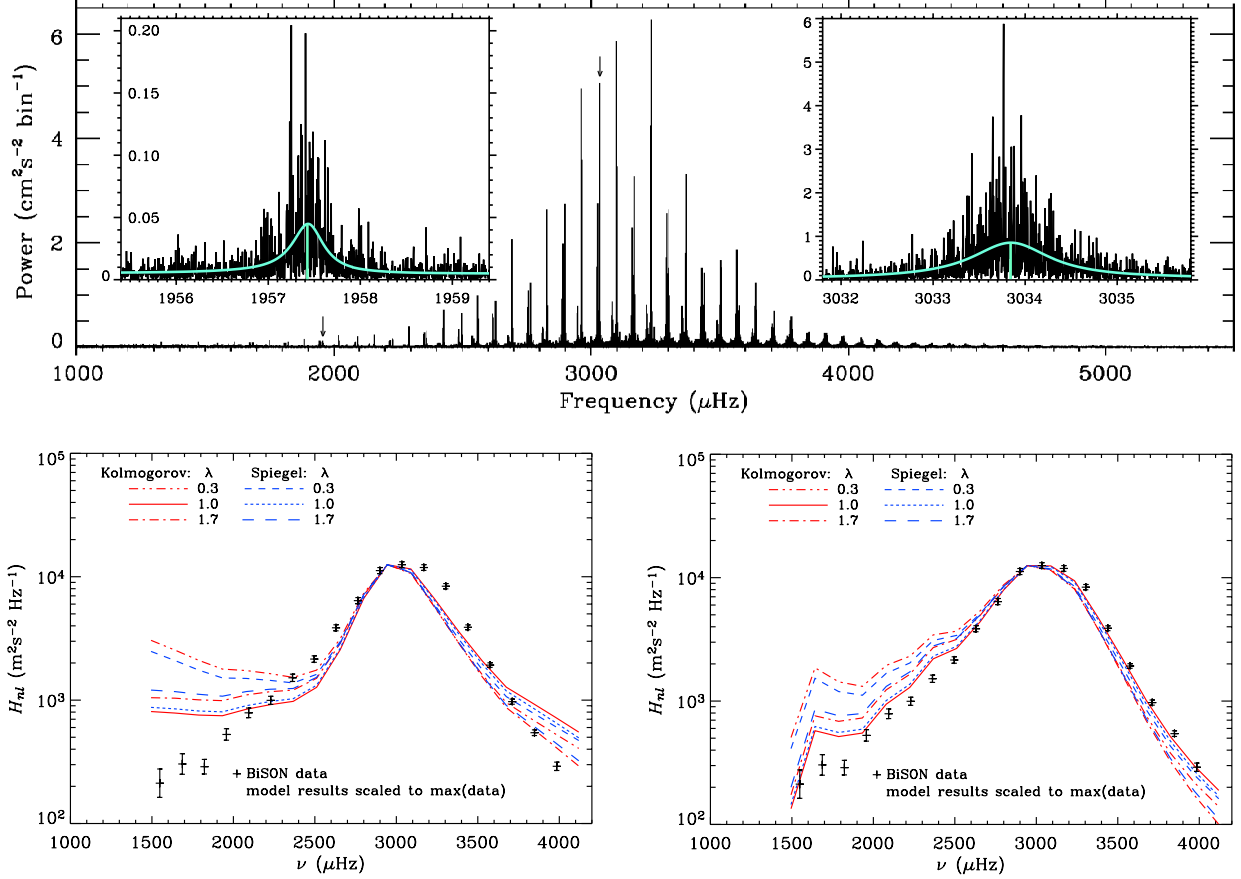 Power (cm²s⁻² bin⁻¹)
6
4
2
0
0.20
0.15
0.10
0.05
0
1956 1957 1958 1959
6
5
4
3
2
1
0
3032 3033 3034 3035
1000 2000 3000 4000 5000
Frequency (μHz)
Kolmogorov: λ Spiegel: λ
0.3 0.3
1.0 1.0
1.7 1.7
10⁵
10⁴
10³
10²
H_nl (m²s⁻² Hz⁻¹)
+ BiSON data
model results scaled to max(data)
1000 1500 2000 2500 3000 3500 4000
ν (μHz)
Kolmogorov: λ Spiegel: λ
0.3 0.3
1.0 1.0
1.7 1.7
10⁵
10⁴
10³
10²
H_nl (m²s⁻² Hz⁻¹)
+ BiSON data
model results scaled to max(data)
1000 1500 2000 2500 3000 3500 4000
ν (μHz)